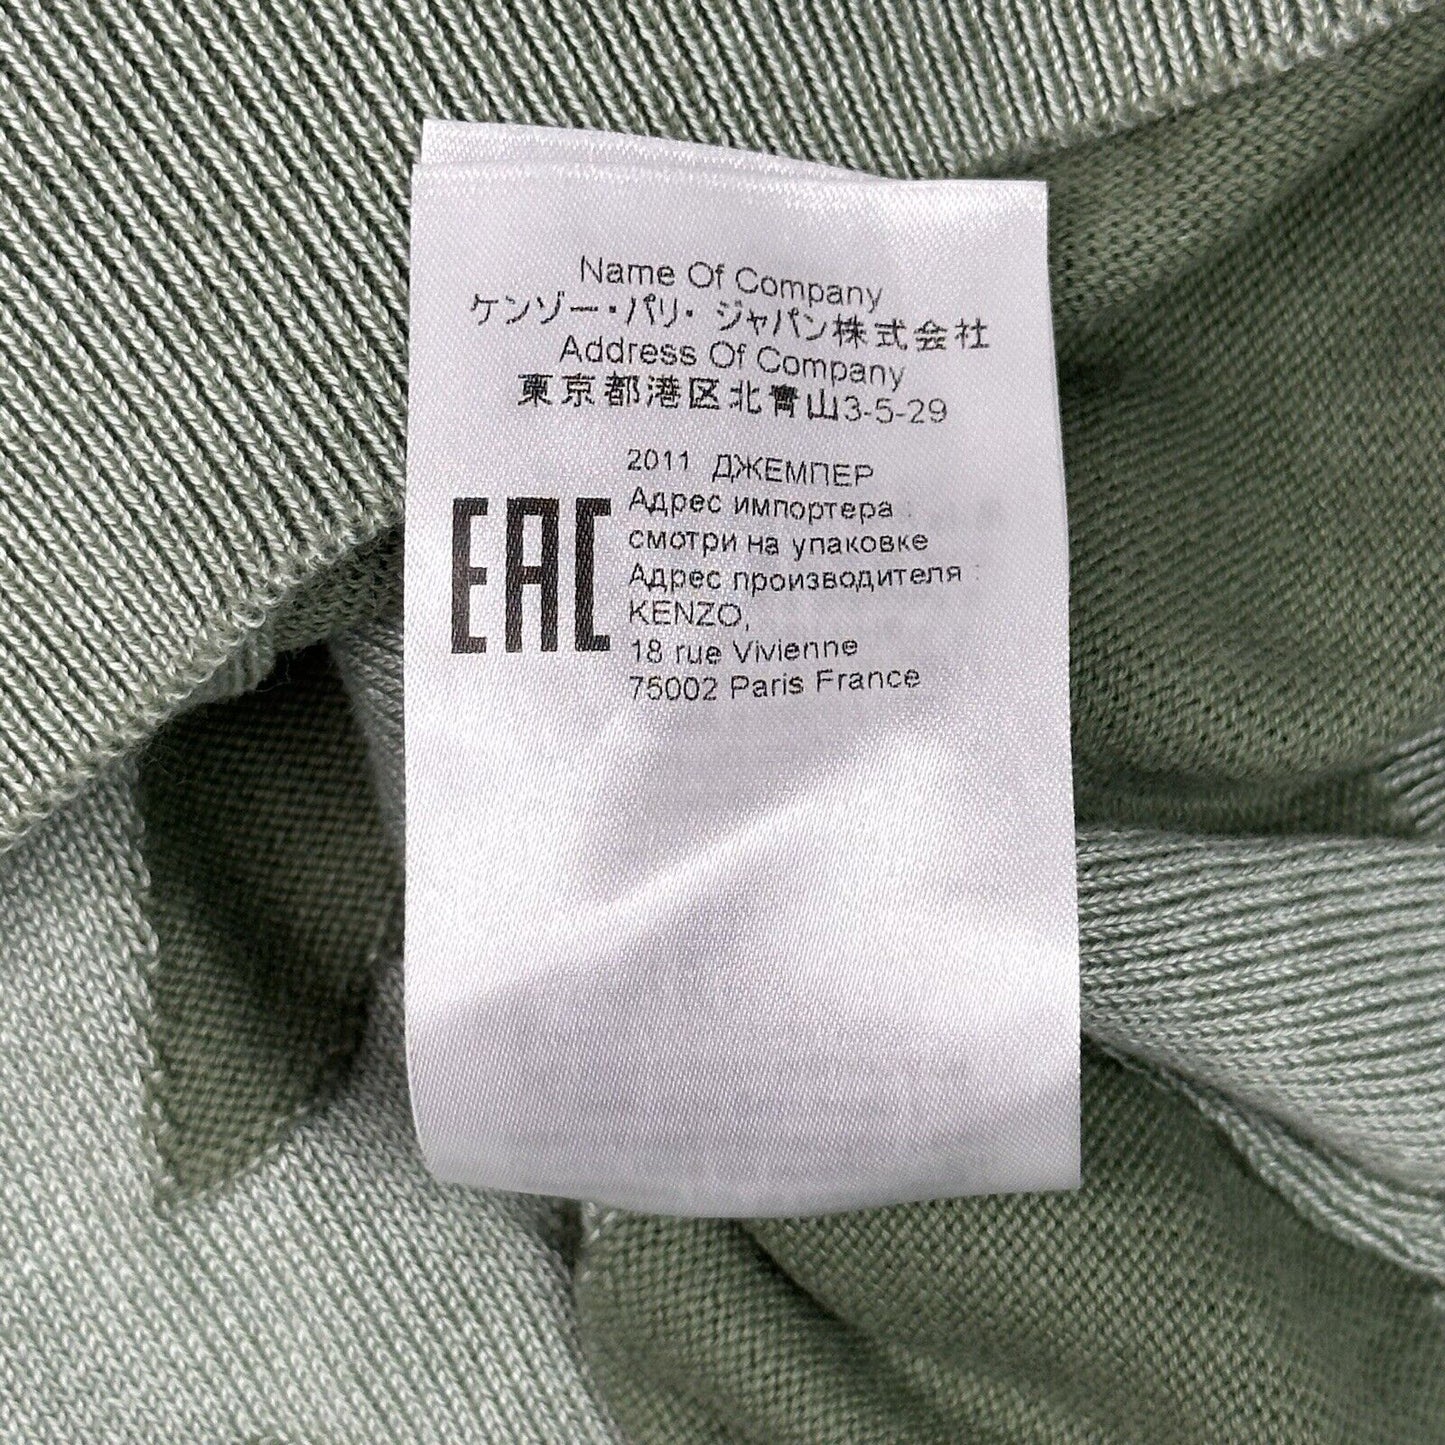 Name Of Company
ケンゾー・パリ・ジャパン株式会社
Address Of Company
東京都港区北青山3-5-29
2011 ДЖЕМПЕР
EAC
Адрес импортера :
смотри на упаковке
Адрес производителя :
KENZO,
18 rue Vivienne
75002 Paris France